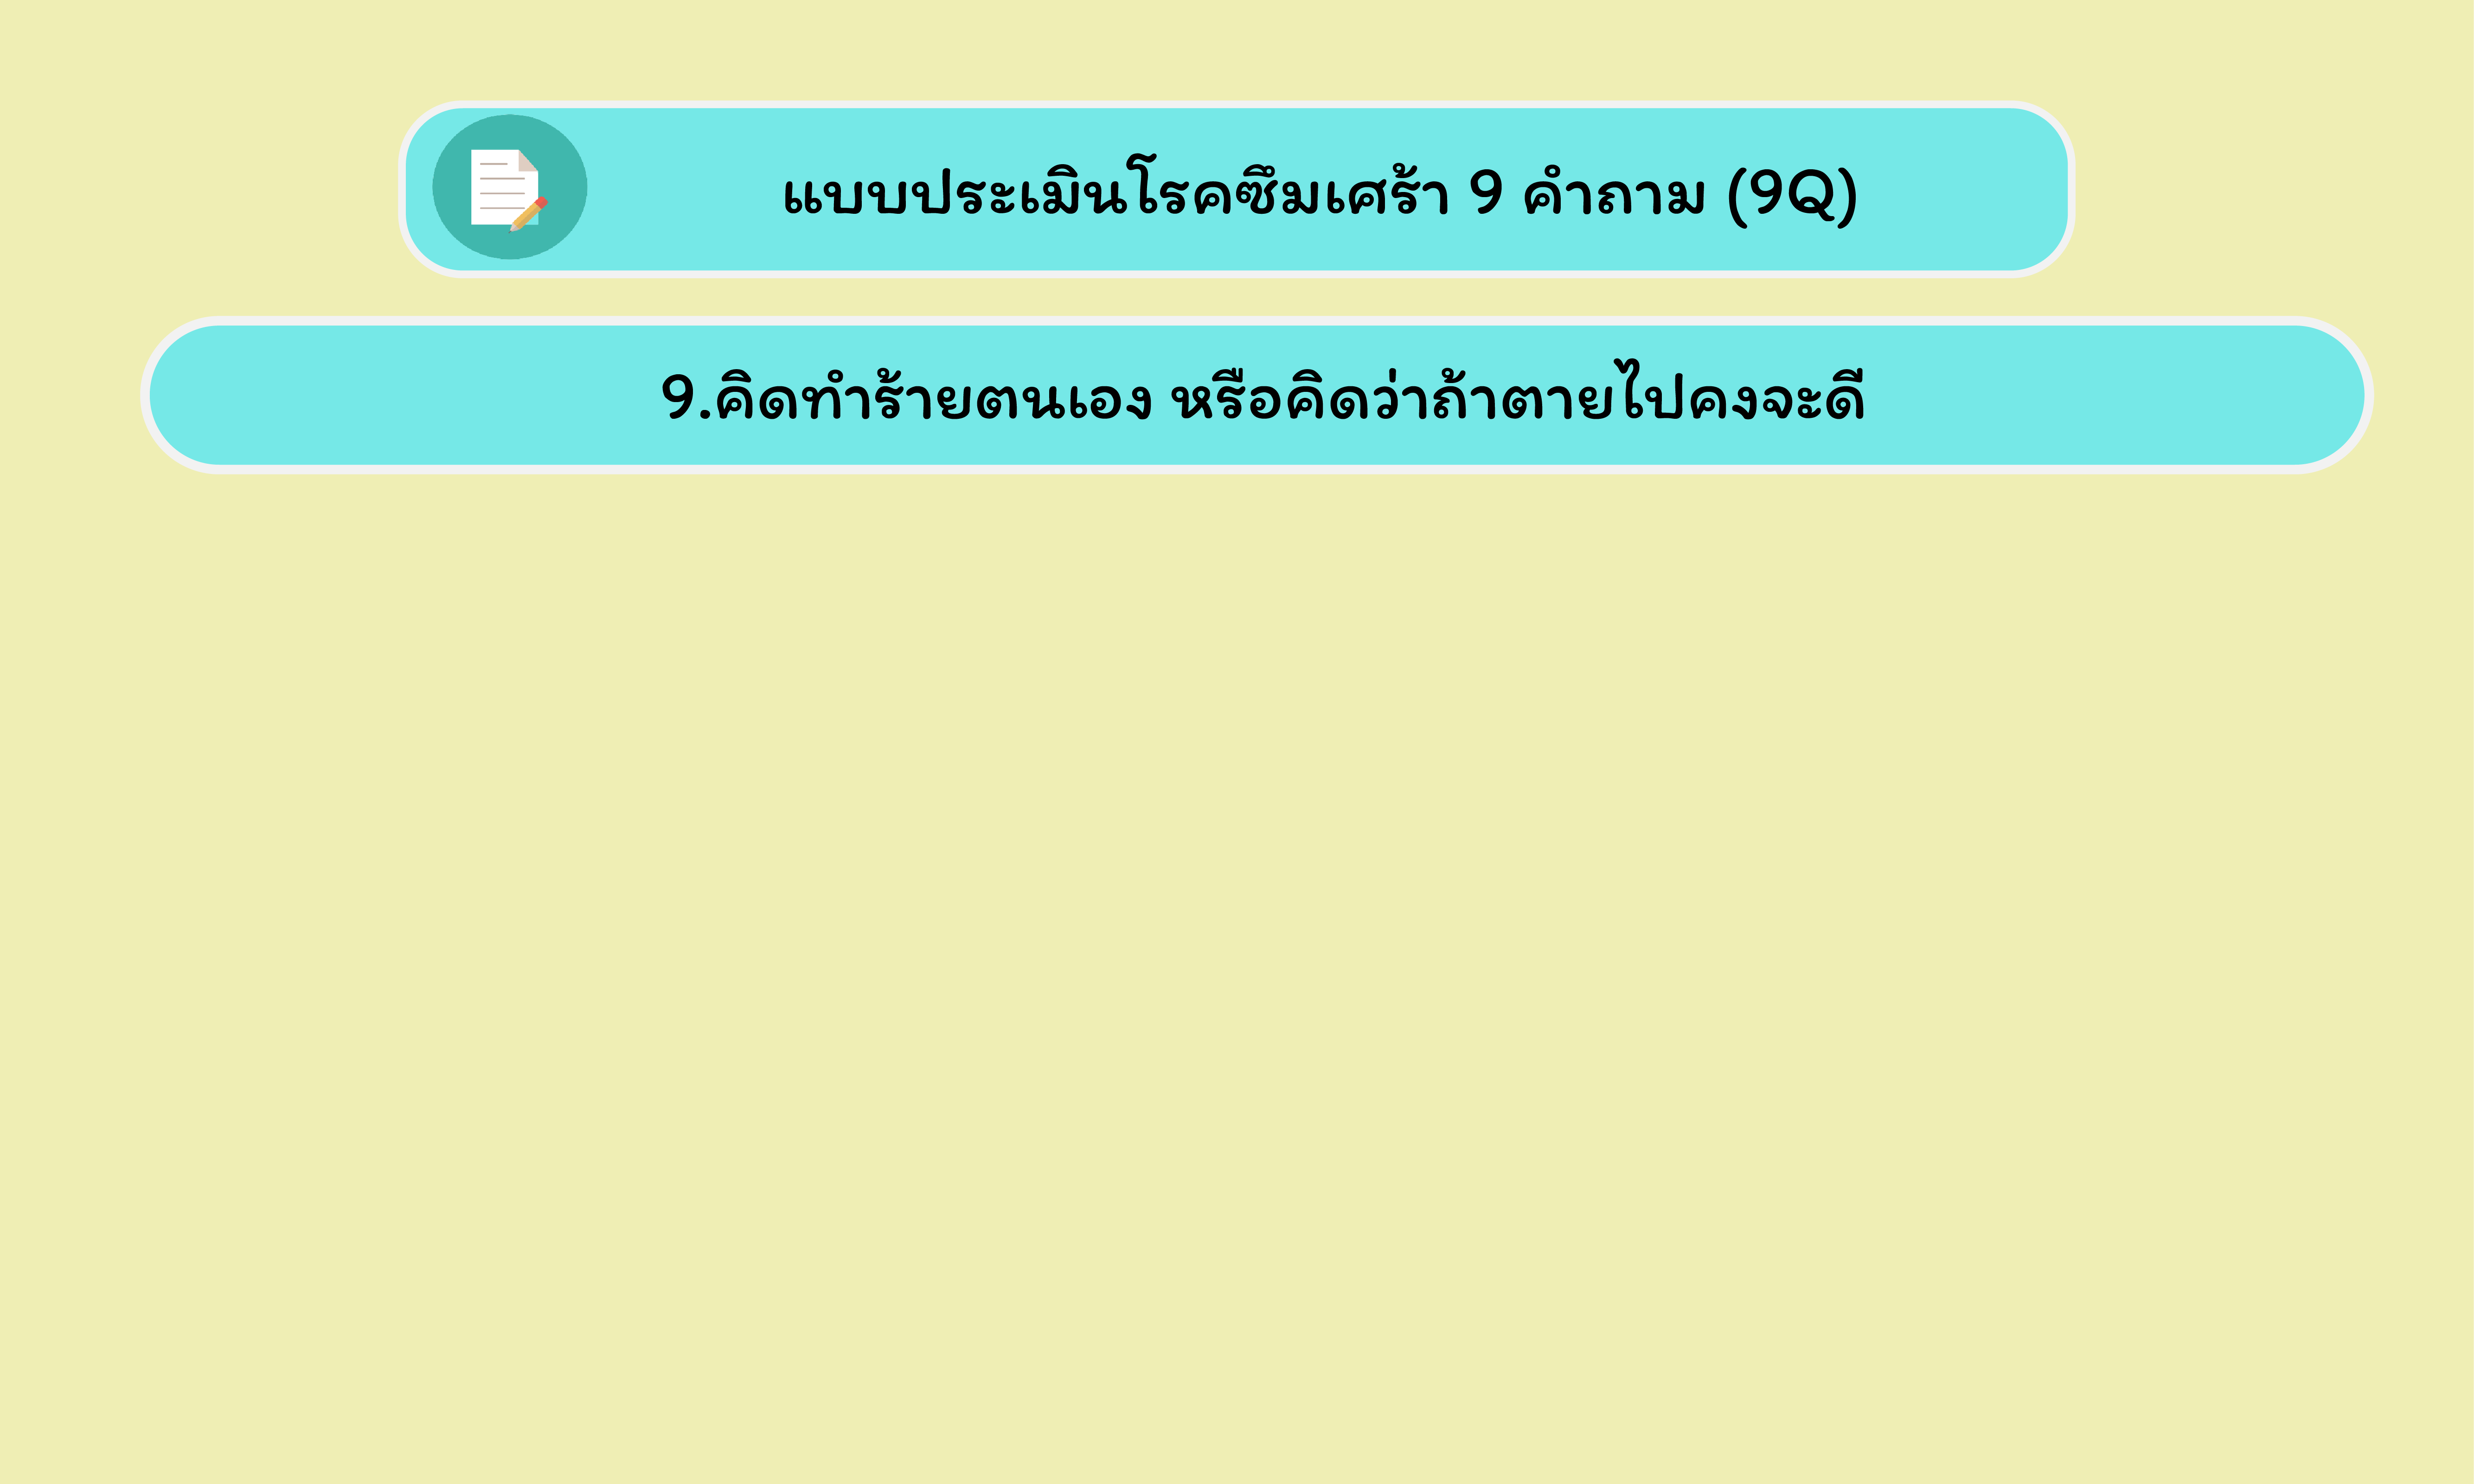 แบบประเมินโรคซึมเศร้า 9 คำถาม (9Q)
9.คิดทำร้ายตนเอง หรือคิดว่าถ้าตายไปคงจะดี